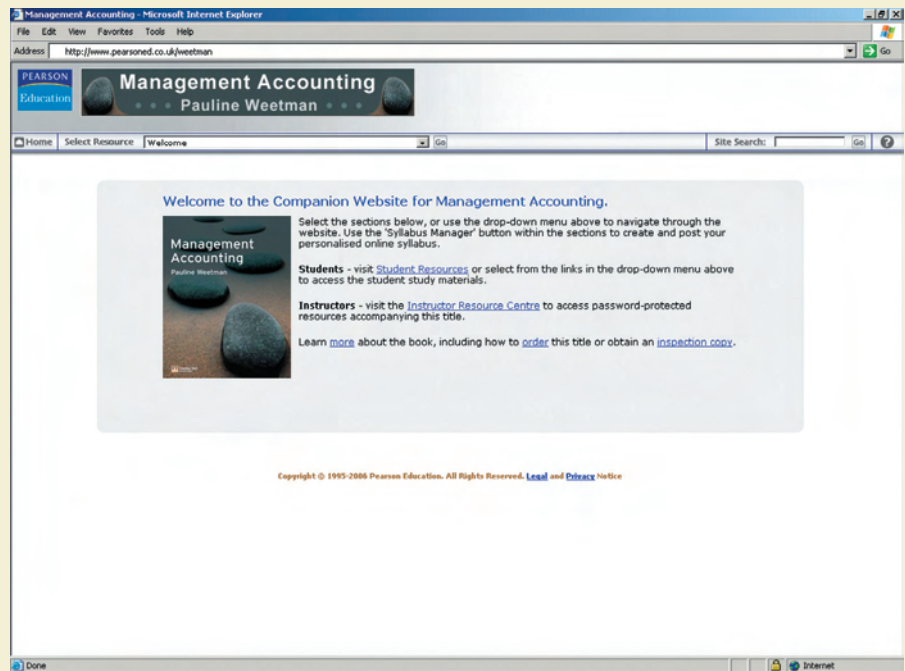 Management Accounting - Microsoft Internet Explorer
File Edit View Favorites Tools Help
Address http://www.pearsoned.co.uk/weetman Go
PEARSON
Education
Management Accounting
Pauline Weetman
Home Select Resource Welcome Go Site Search: Go ?
Welcome to the Companion Website for Management Accounting.
Management
Accounting
Pauline Weetman
Select the sections below, or use the drop-down menu above to navigate through the
website. Use the 'Syllabus Manager' button within the sections to create and post your
personalised online syllabus.
Students - visit Student Resources or select from the links in the drop-down menu above
to access the student study materials.
Instructors - visit the Instructor Resource Centre to access password-protected
resources accompanying this title.
Learn more about the book, including how to order this title or obtain an inspection copy.
Copyright © 1995-2006 Pearson Education. All Rights Reserved. Legal and Privacy Notice
Done Internet